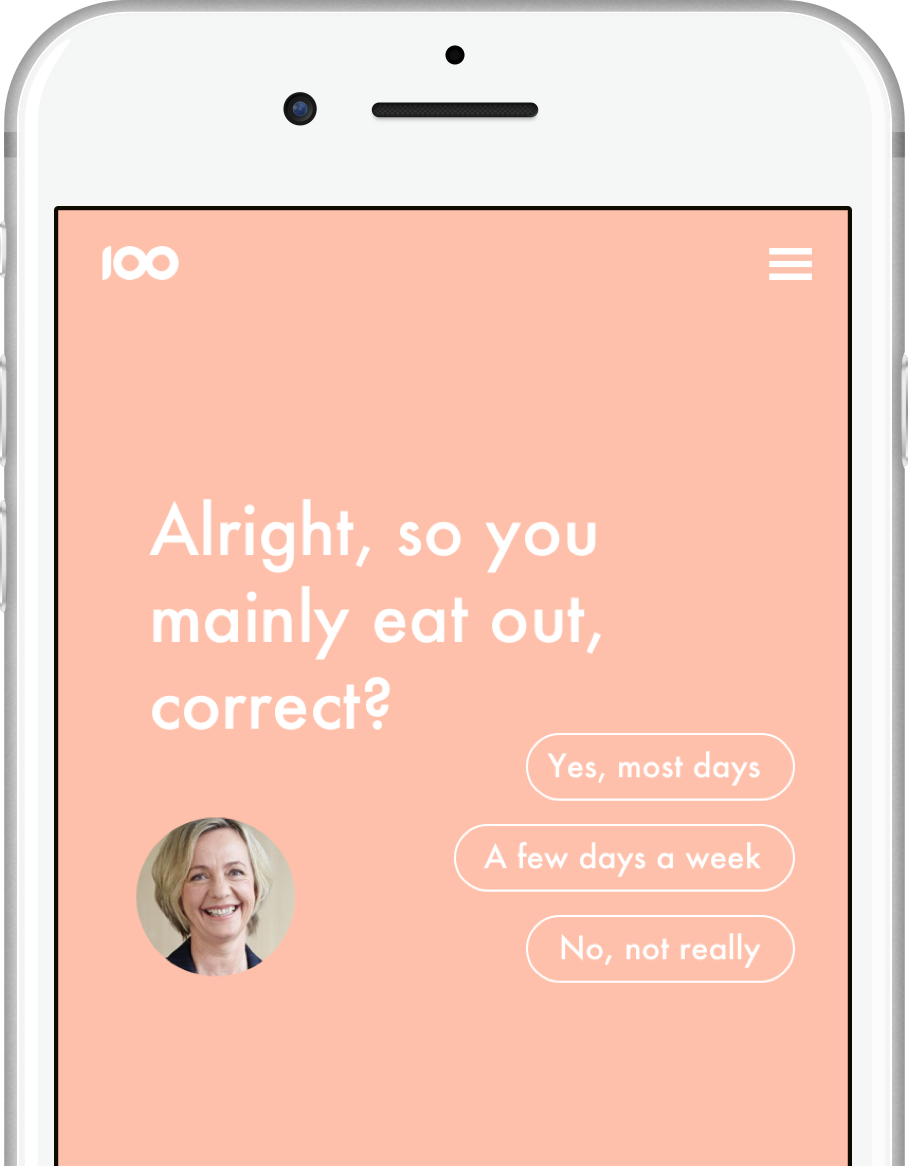 100
Alright, so you
mainly eat out,
correct?
Yes, most days
A few days a week
No, not really